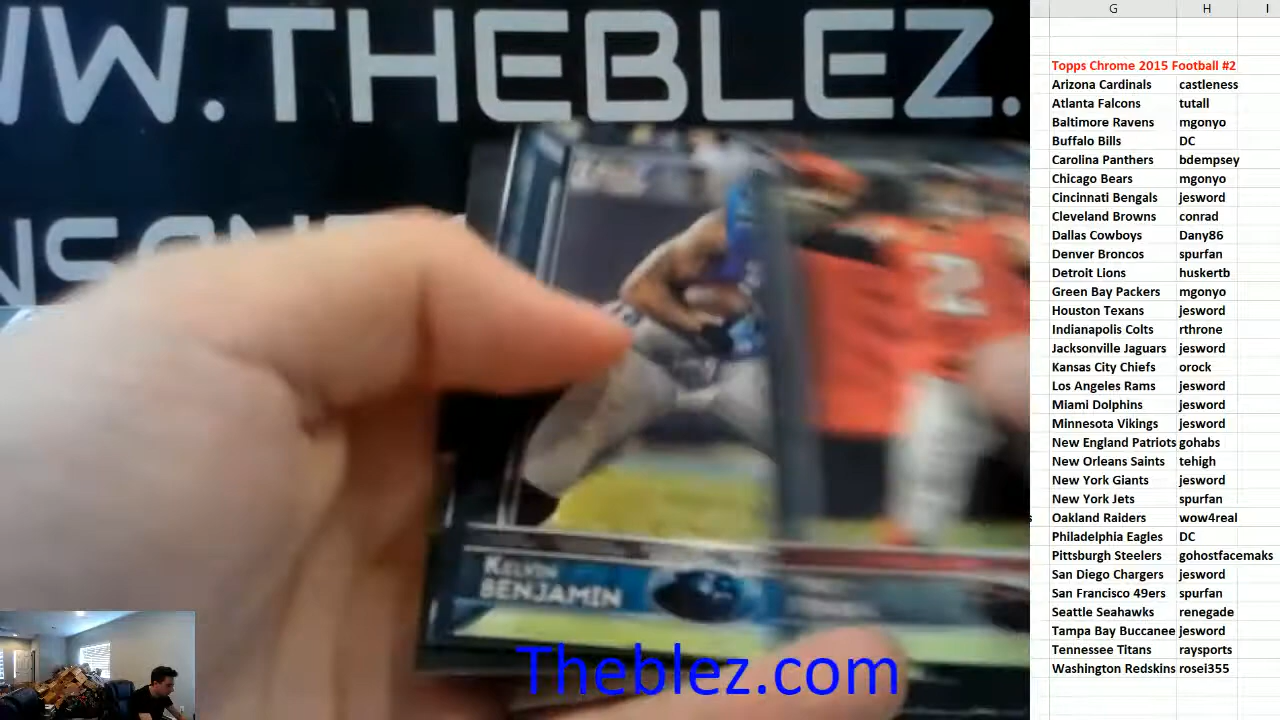 WW.THEBLEZ.
KELVIN
BENJAMIN
Theblez.com
G H I
Topps Chrome 2015 Football #2
Arizona Cardinals castleness
Atlanta Falcons tutall
Baltimore Ravens mgonyo
Buffalo Bills DC
Carolina Panthers bdempsey
Chicago Bears mgonyo
Cincinnati Bengals jesword
Cleveland Browns conrad
Dallas Cowboys Dany86
Denver Broncos spurfan
Detroit Lions huskertb
Green Bay Packers mgonyo
Houston Texans jesword
Indianapolis Colts rthrone
Jacksonville Jaguars jesword
Kansas City Chiefs orock
Los Angeles Rams jesword
Miami Dolphins jesword
Minnesota Vikings jesword
New England Patriots gohabs
New Orleans Saints tehigh
New York Giants jesword
New York Jets spurfan
Oakland Raiders wow4real
Philadelphia Eagles DC
Pittsburgh Steelers gohostfacemaks
San Diego Chargers jesword
San Francisco 49ers spurfan
Seattle Seahawks renegade
Tampa Bay Buccanee jesword
Tennessee Titans raysports
Washington Redskins rosei355